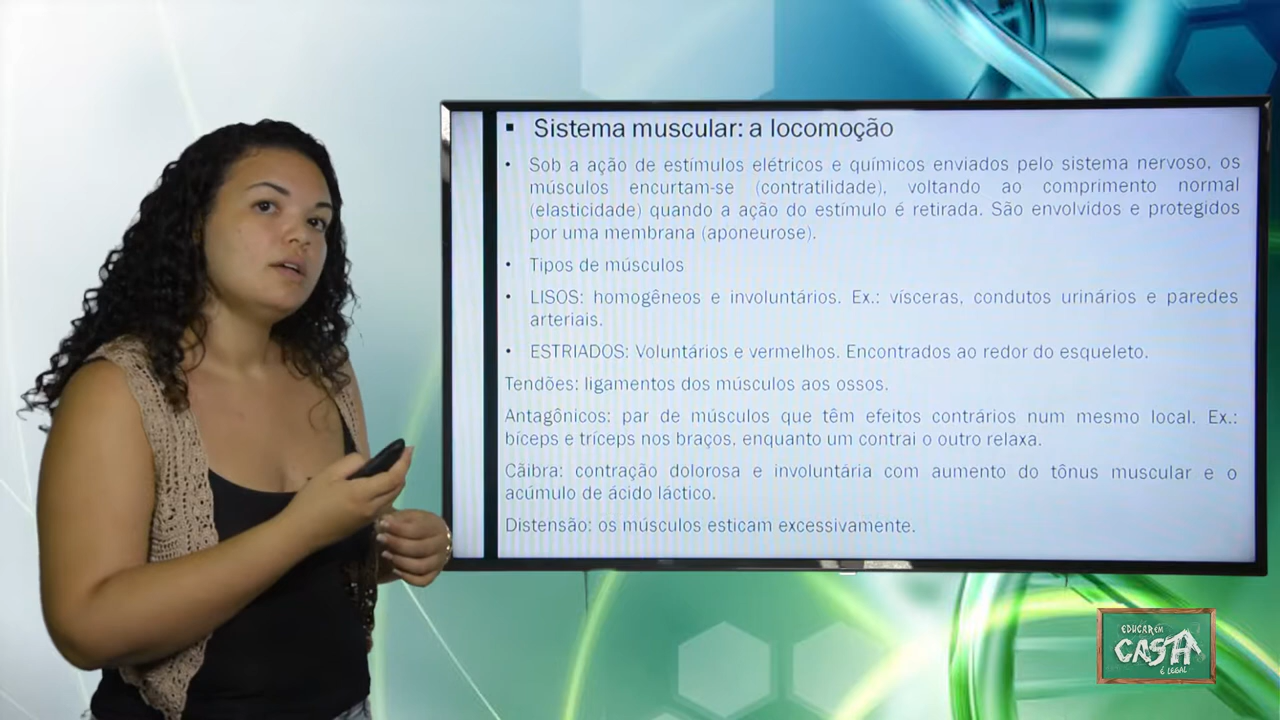 ▪ Sistema muscular: a locomoção
• Sob a ação de estímulos elétricos e químicos enviados pelo sistema nervoso, os
músculos encurtam-se (contratilidade), voltando ao comprimento normal
(elasticidade) quando a ação do estímulo é retirada. São envolvidos e protegidos
por uma membrana (aponeurose).
• Tipos de músculos
• LISOS: homogêneos e involuntários. Ex.: vísceras, condutos urinários e paredes
arteriais.
• ESTRIADOS: Voluntários e vermelhos. Encontrados ao redor do esqueleto.
Tendões: ligamentos dos músculos aos ossos.
Antagônicos: par de músculos que têm efeitos contrários num mesmo local. Ex.:
bíceps e tríceps nos braços, enquanto um contrai o outro relaxa.
Cãibra: contração dolorosa e involuntária com aumento do tônus muscular e o
acúmulo de ácido láctico.
Distensão: os músculos esticam excessivamente.
EDUCAR EM
CASA
É LEGAL